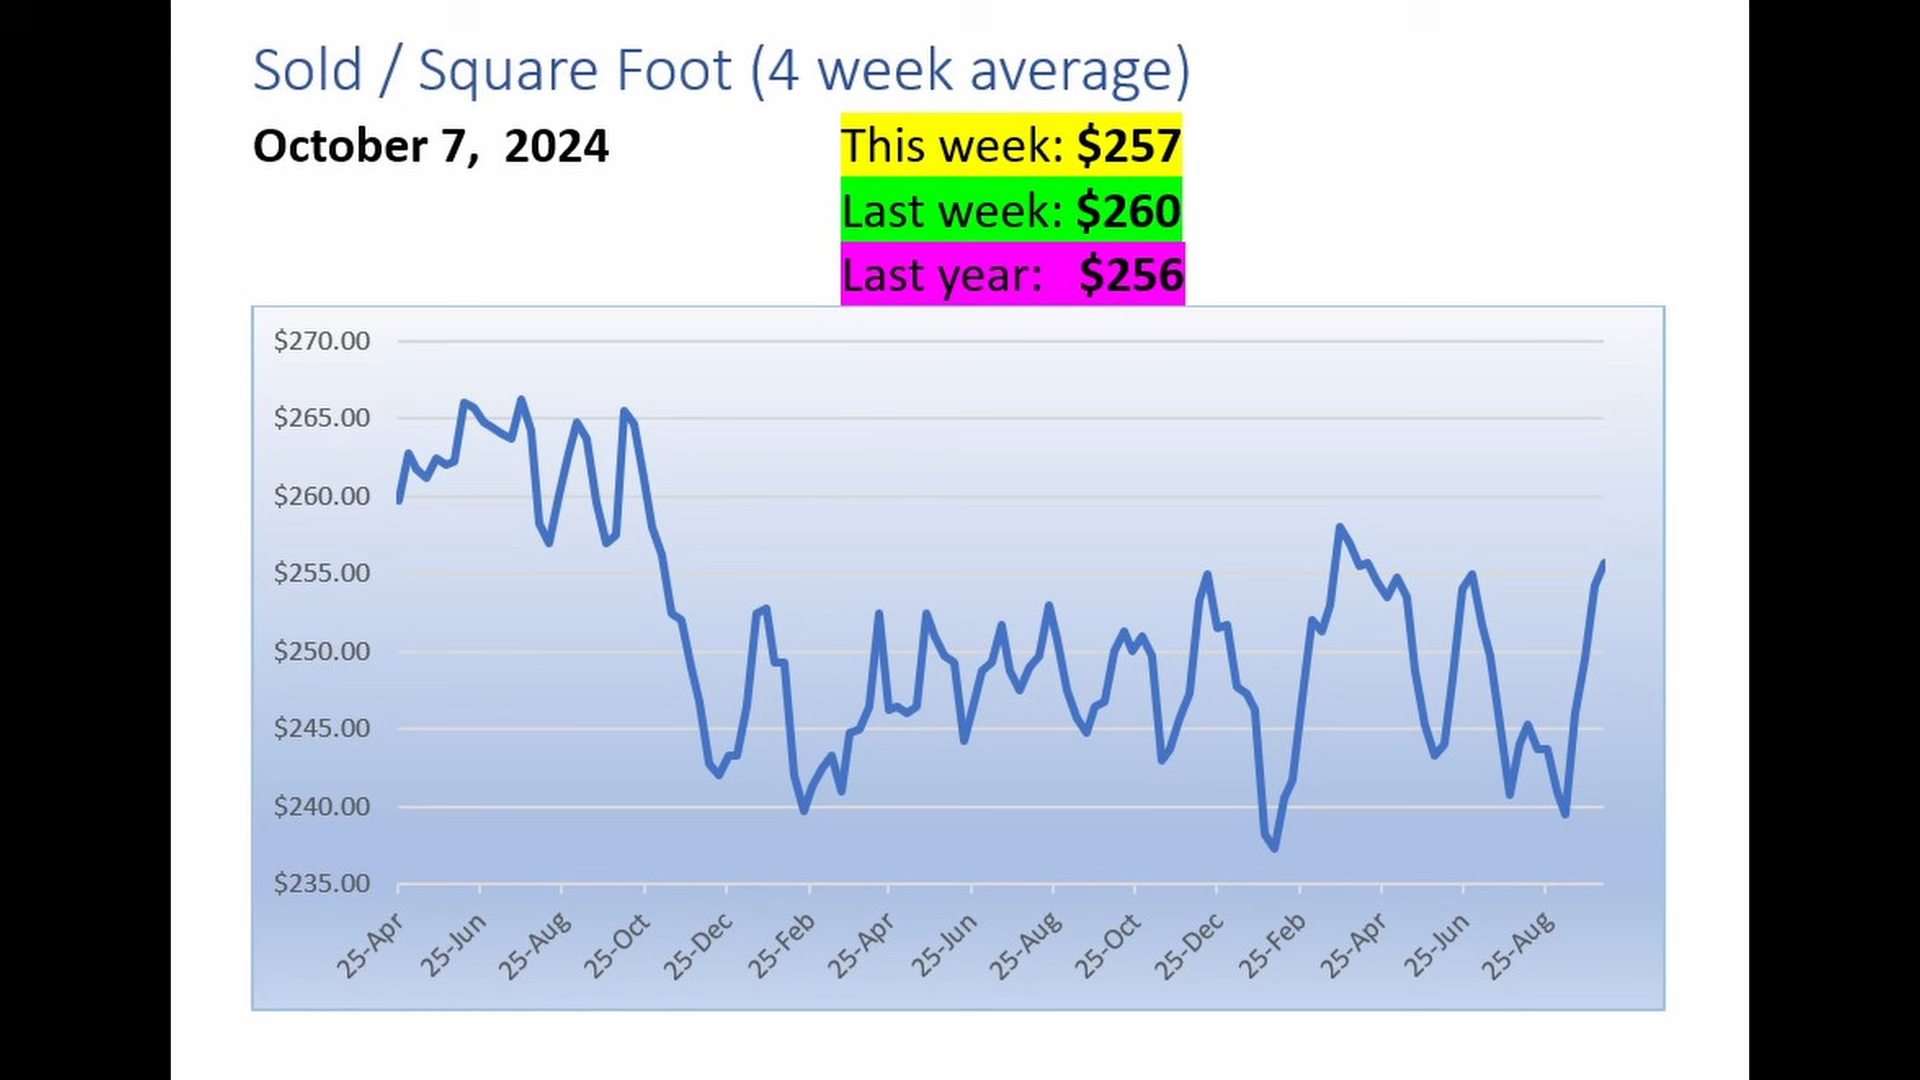 Sold / Square Foot (4 week average)
October 7, 2024
This week: $257
Last week: $260
Last year: $256
$270.00
$265.00
$260.00
$255.00
$250.00
$245.00
$240.00
$235.00
25-Apr
25-Jun
25-Aug
25-Oct
25-Dec
25-Feb
25-Apr
25-Jun
25-Aug
25-Oct
25-Dec
25-Feb
25-Apr
25-Jun
25-Aug